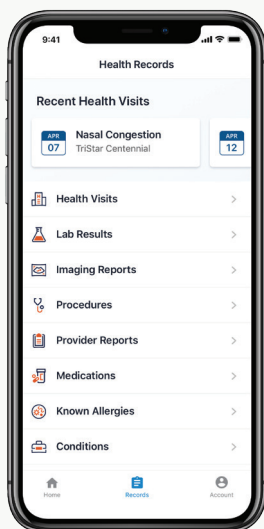 9:41
Health Records
Recent Health Visits
APR
07
Nasal Congestion
TriStar Centennial
APR
12
Health Visits
Lab Results
Imaging Reports
Procedures
Provider Reports
Medications
Known Allergies
Conditions
Home
Records
Account